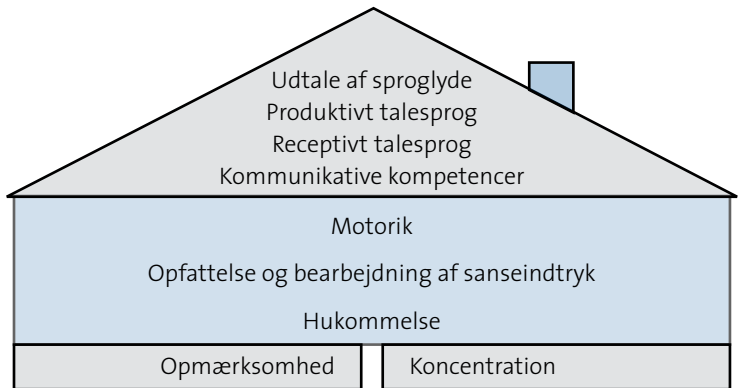 Udtale af sproglyde
Produktivt talesprog
Receptivt talesprog
Kommunikative kompetencer
Motorik
Opfattelse og bearbejdning af sanseindtryk
Hukommelse
Opmærksomhed
Koncentration